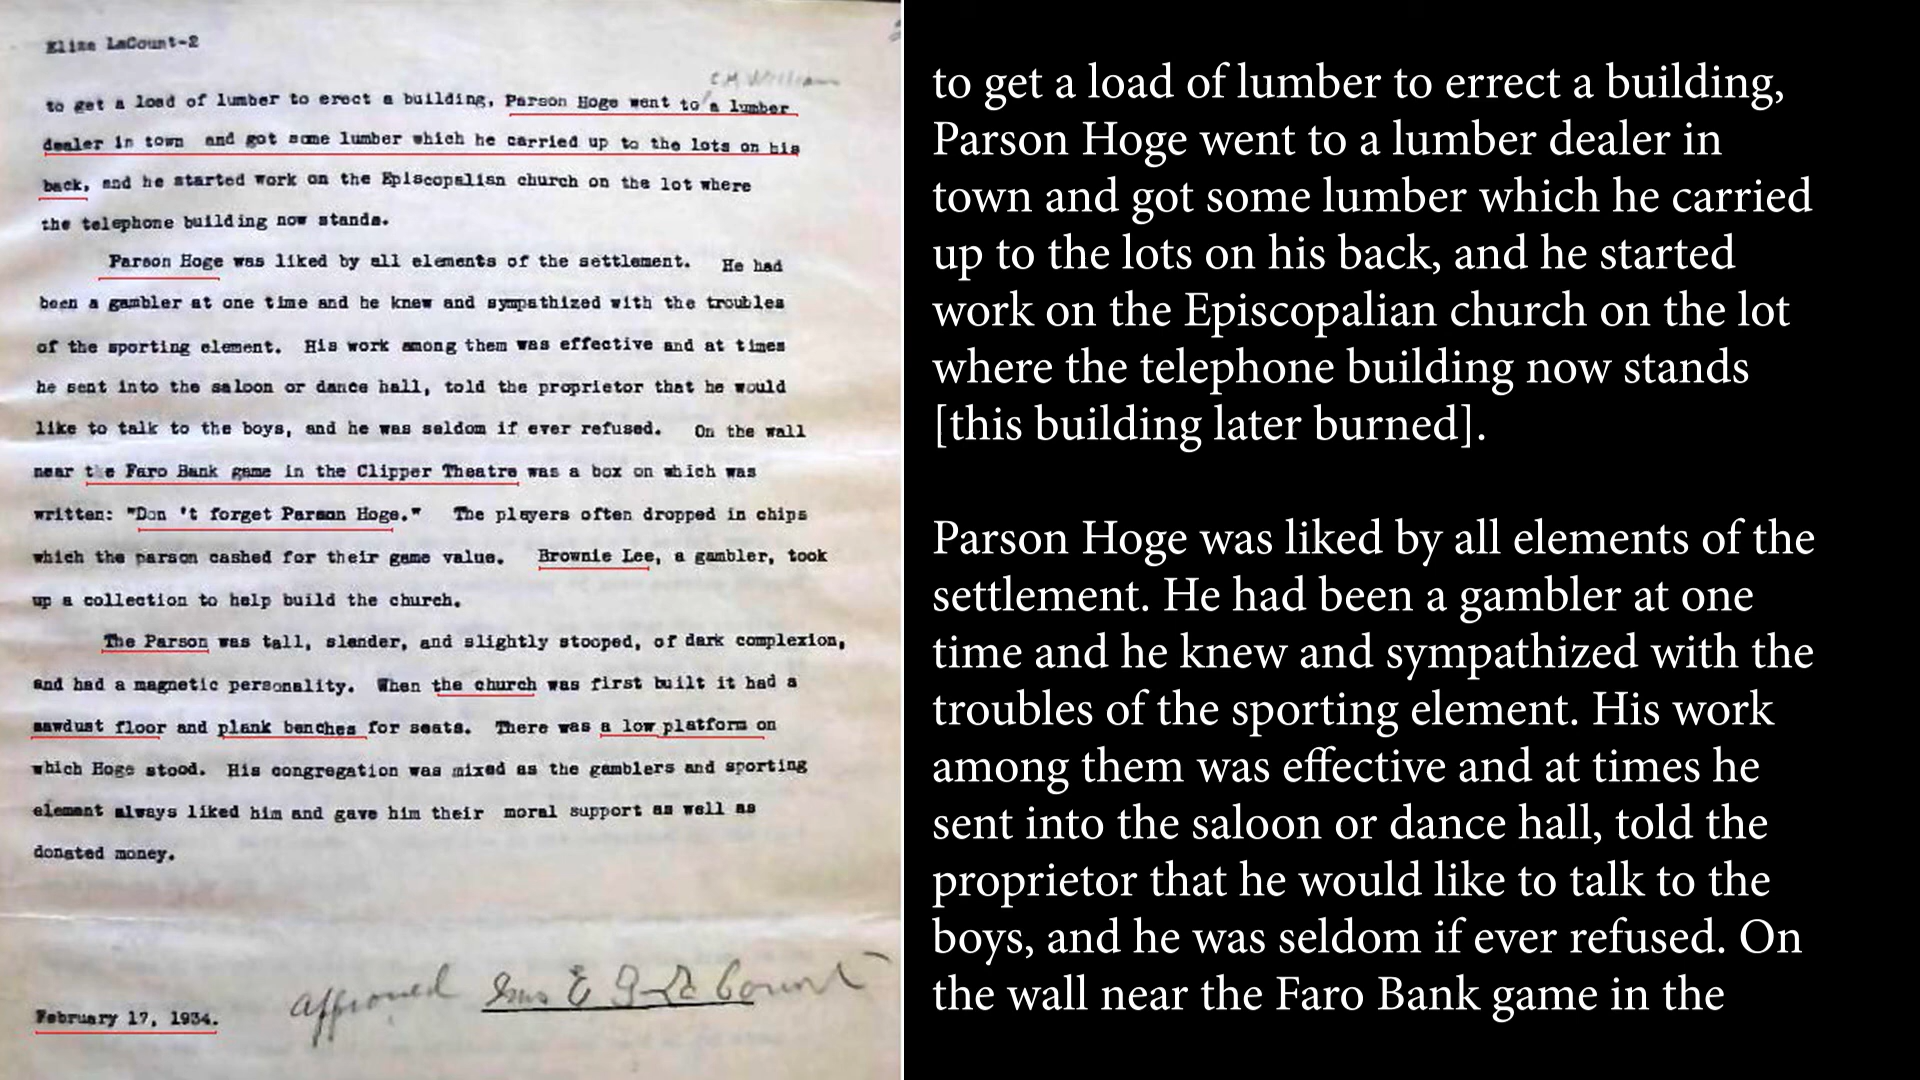 Elize LaCount-2
C M William
to get a load of lumber to erect a building, Parson Hoge went to a lumber
dealer in town and got some lumber which he carried up to the lots on his
back, and he started work on the Episcopalian church on the lot where
the telephone building now stands.
Parson Hoge was liked by all elements of the settlement. He had
been a gambler at one time and he knew and sympathized with the troubles
of the sporting element. His work among them was effective and at times
he sent into the saloon or dance hall, told the proprietor that he would
like to talk to the boys, and he was seldom if ever refused. On the wall
near the Faro Bank game in the Clipper Theatre was a box on which was
written: "Don 't forget Parson Hoge." The players often dropped in chips
which the parson cashed for their game value. Brownie Lee, a gambler, took
up a collection to help build the church.
The Parson was tall, slender, and slightly stooped, of dark complexion,
and had a magnetic personality. When the church was first built it had a
sawdust floor and plank benches for seats. There was a low platform on
which Hoge stood. His congregation was mixed as the gamblers and sporting
element always liked him and gave him their moral support as well as
donated money.
approved Mrs E G La Count
February 17, 1934.
to get a load of lumber to errect a building,
Parson Hoge went to a lumber dealer in
town and got some lumber which he carried
up to the lots on his back, and he started
work on the Episcopalian church on the lot
where the telephone building now stands
[this building later burned].
Parson Hoge was liked by all elements of the
settlement. He had been a gambler at one
time and he knew and sympathized with the
troubles of the sporting element. His work
among them was effective and at times he
sent into the saloon or dance hall, told the
proprietor that he would like to talk to the
boys, and he was seldom if ever refused. On
the wall near the Faro Bank game in the